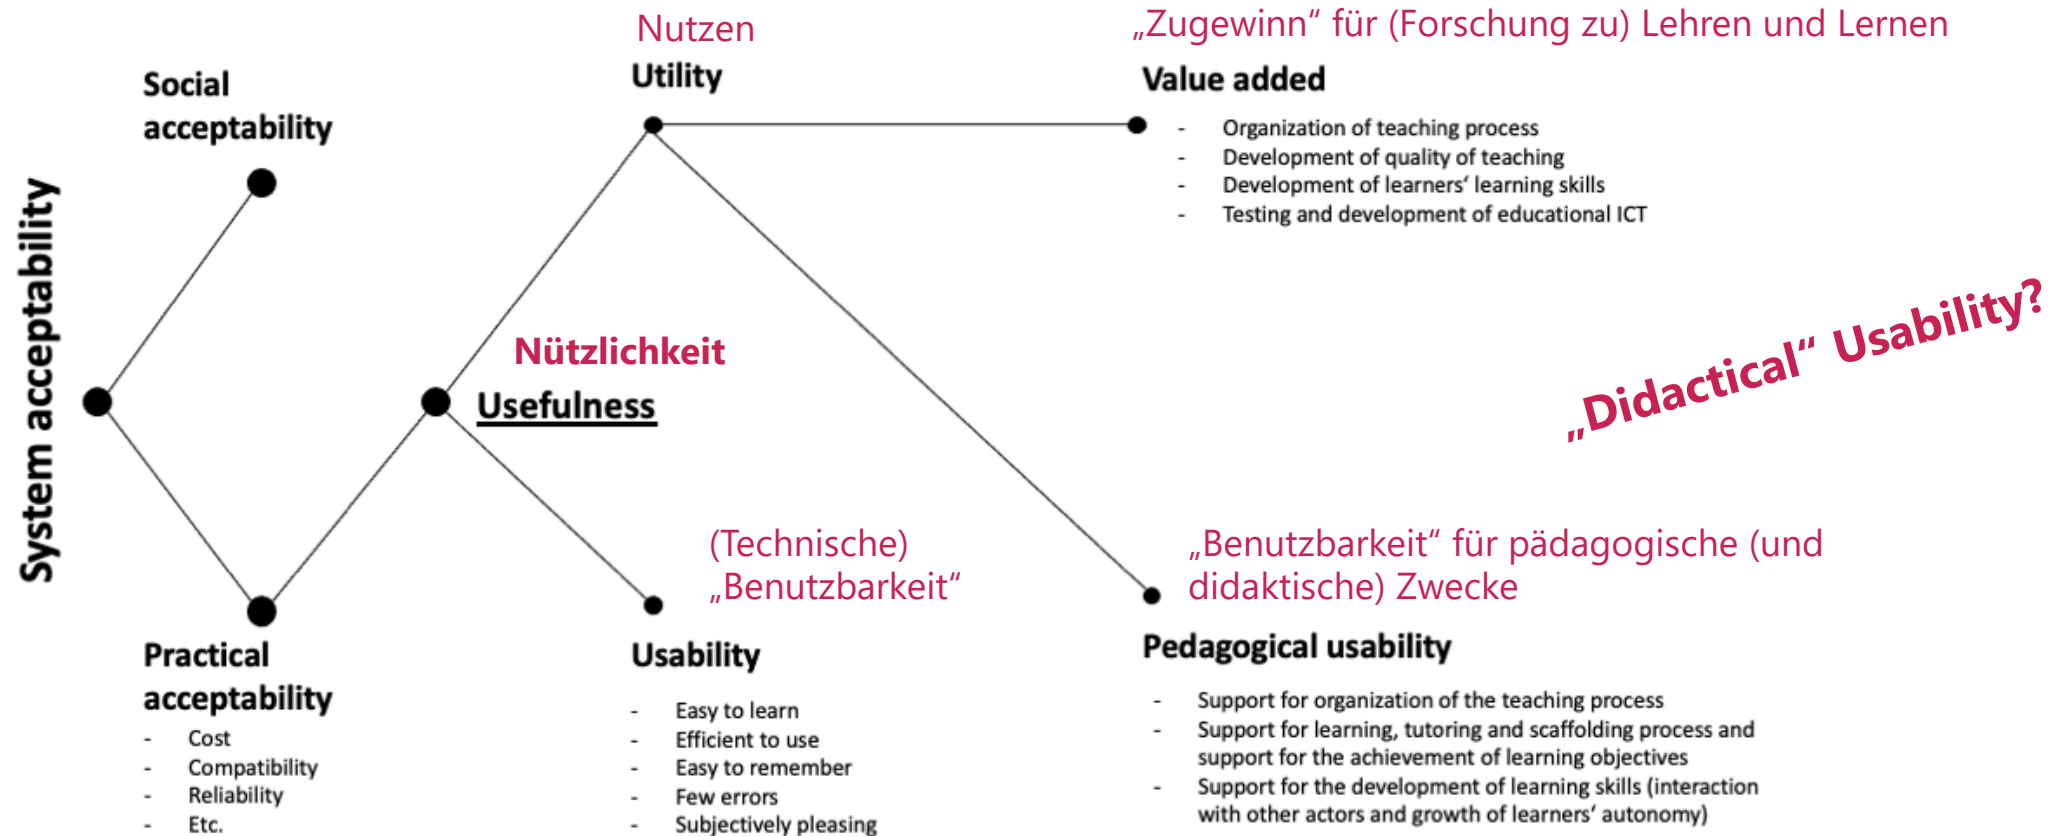 System acceptability
Social
acceptability
Practical
acceptability
- Cost
- Compatibility
- Reliability
- Etc.
Nützlichkeit
Usefulness
Nutzen
Utility
(Technische)
„Benutzbarkeit“
Usability
- Easy to learn
- Efficient to use
- Easy to remember
- Few errors
- Subjectively pleasing
„Zugewinn“ für (Forschung zu) Lehren und Lernen
Value added
- Organization of teaching process
- Development of quality of teaching
- Development of learners‘ learning skills
- Testing and development of educational ICT
„Didactical“ Usability?
„Benutzbarkeit“ für pädagogische (und
didaktische) Zwecke
Pedagogical usability
- Support for organization of the teaching process
- Support for learning, tutoring and scaffolding process and
support for the achievement of learning objectives
- Support for the development of learning skills (interaction
with other actors and growth of learners‘ autonomy)